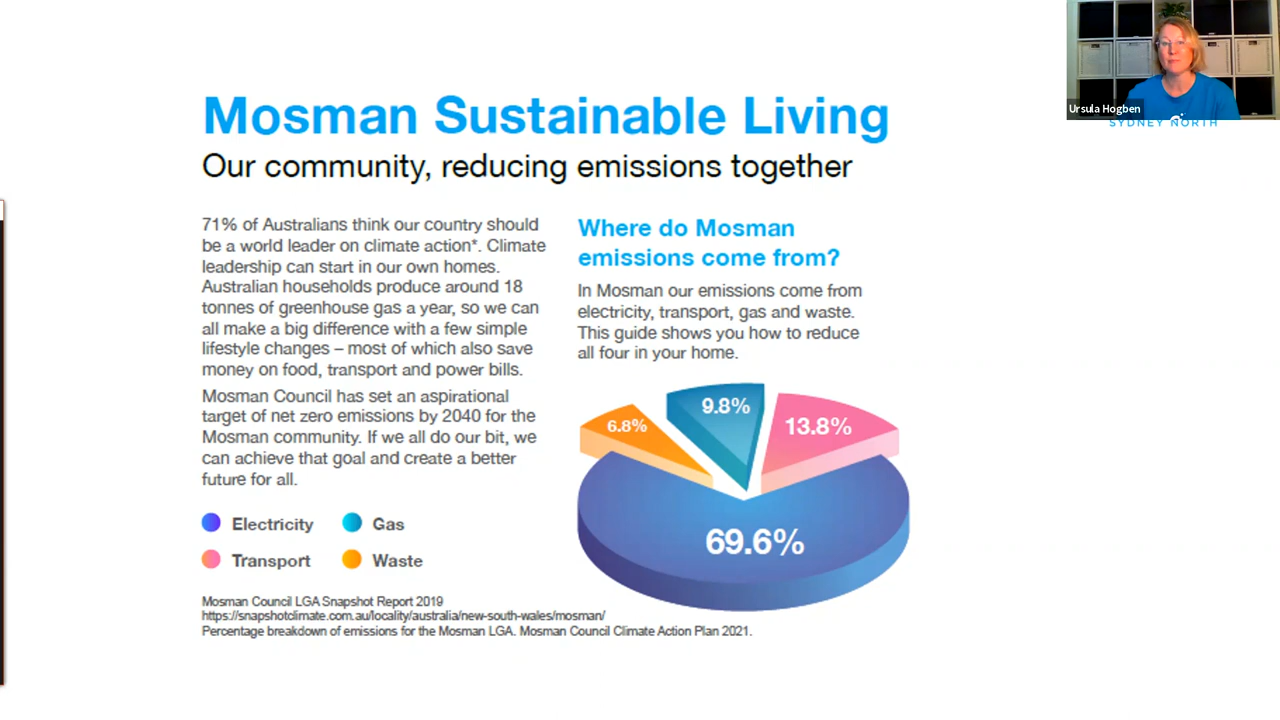 Mosman Sustainable Living
Our community, reducing emissions together
71% of Australians think our country should
be a world leader on climate action*. Climate
leadership can start in our own homes.
Australian households produce around 18
tonnes of greenhouse gas a year, so we can
all make a big difference with a few simple
lifestyle changes – most of which also save
money on food, transport and power bills.
Mosman Council has set an aspirational
target of net zero emissions by 2040 for the
Mosman community. If we all do our bit, we
can achieve that goal and create a better
future for all.
Electricity
Gas
Transport
Waste
Where do Mosman
emissions come from?
In Mosman our emissions come from
electricity, transport, gas and waste.
This guide shows you how to reduce
all four in your home.
6.8%
9.8%
13.8%
69.6%
Mosman Council LGA Snapshot Report 2019
https://snapshotclimate.com.au/locality/australia/new-south-wales/mosman/
Percentage breakdown of emissions for the Mosman LGA. Mosman Council Climate Action Plan 2021.
Ursula Hogben
SYDNEY NORTH